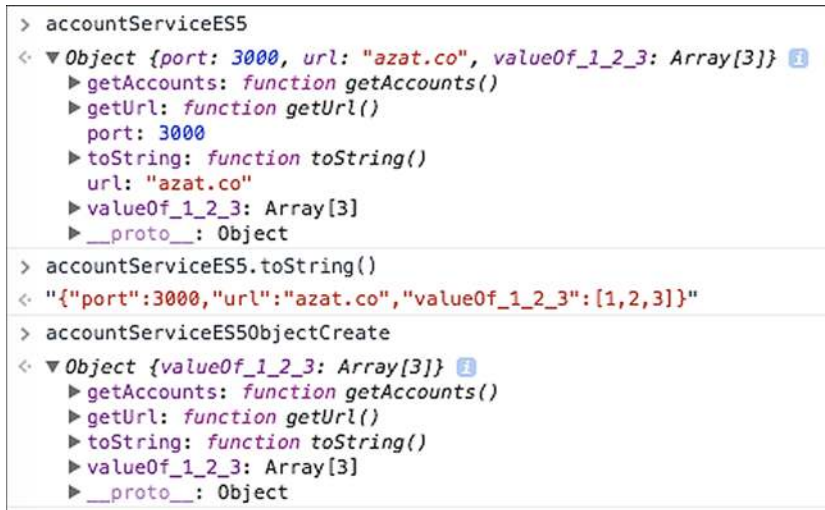 > accountServiceES5
<· ▼Object {port: 3000, url: "azat.co", valueOf_1_2_3: Array[3]} i
▶getAccounts: function getAccounts()
▶getUrl: function getUrl()
port: 3000
▶toString: function toString()
url: "azat.co"
▶valueOf_1_2_3: Array[3]
▶__proto__: Object
> accountServiceES5.toString()
<· "{"port":3000,"url":"azat.co","valueOf_1_2_3":[1,2,3]}"
> accountServiceES5ObjectCreate
<· ▼Object {valueOf_1_2_3: Array[3]} i
▶getAccounts: function getAccounts()
▶getUrl: function getUrl()
▶toString: function toString()
▶valueOf_1_2_3: Array[3]
▶__proto__: Object